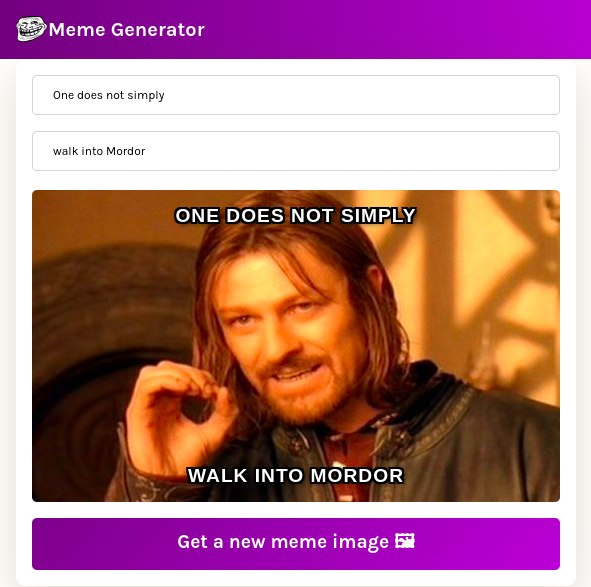 Meme Generator
One does not simply
walk into Mordor
ONE DOES NOT SIMPLY
WALK INTO MORDOR
Get a new meme image 🖼